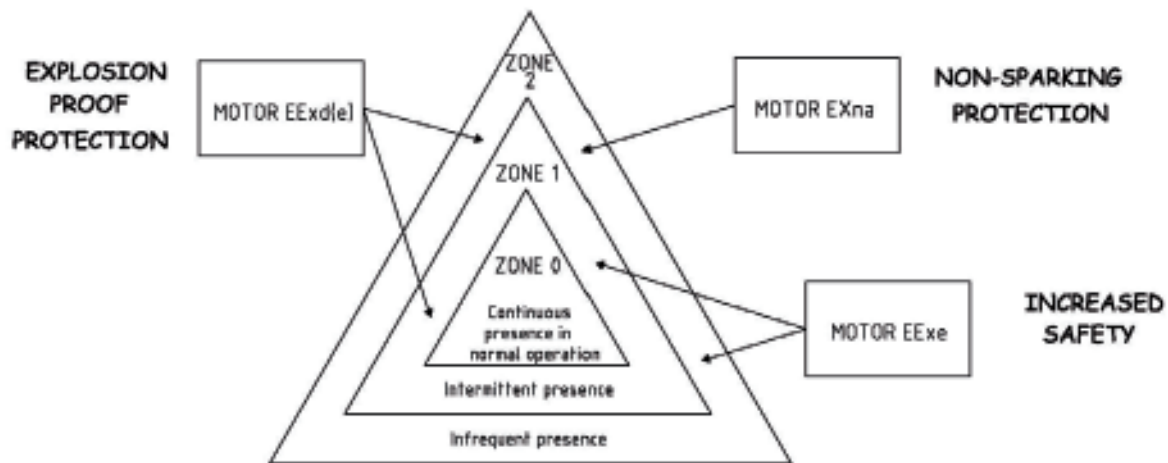 EXPLOSION
PROOF
PROTECTION
MOTOR EExd(e)
ZONE
2
MOTOR EXna
NON-SPARKING
PROTECTION
ZONE 1
ZONE 0
Continuous
presence in
normal operation
MOTOR EExe
INCREASED
SAFETY
Intermittent presence
Infrequent presence